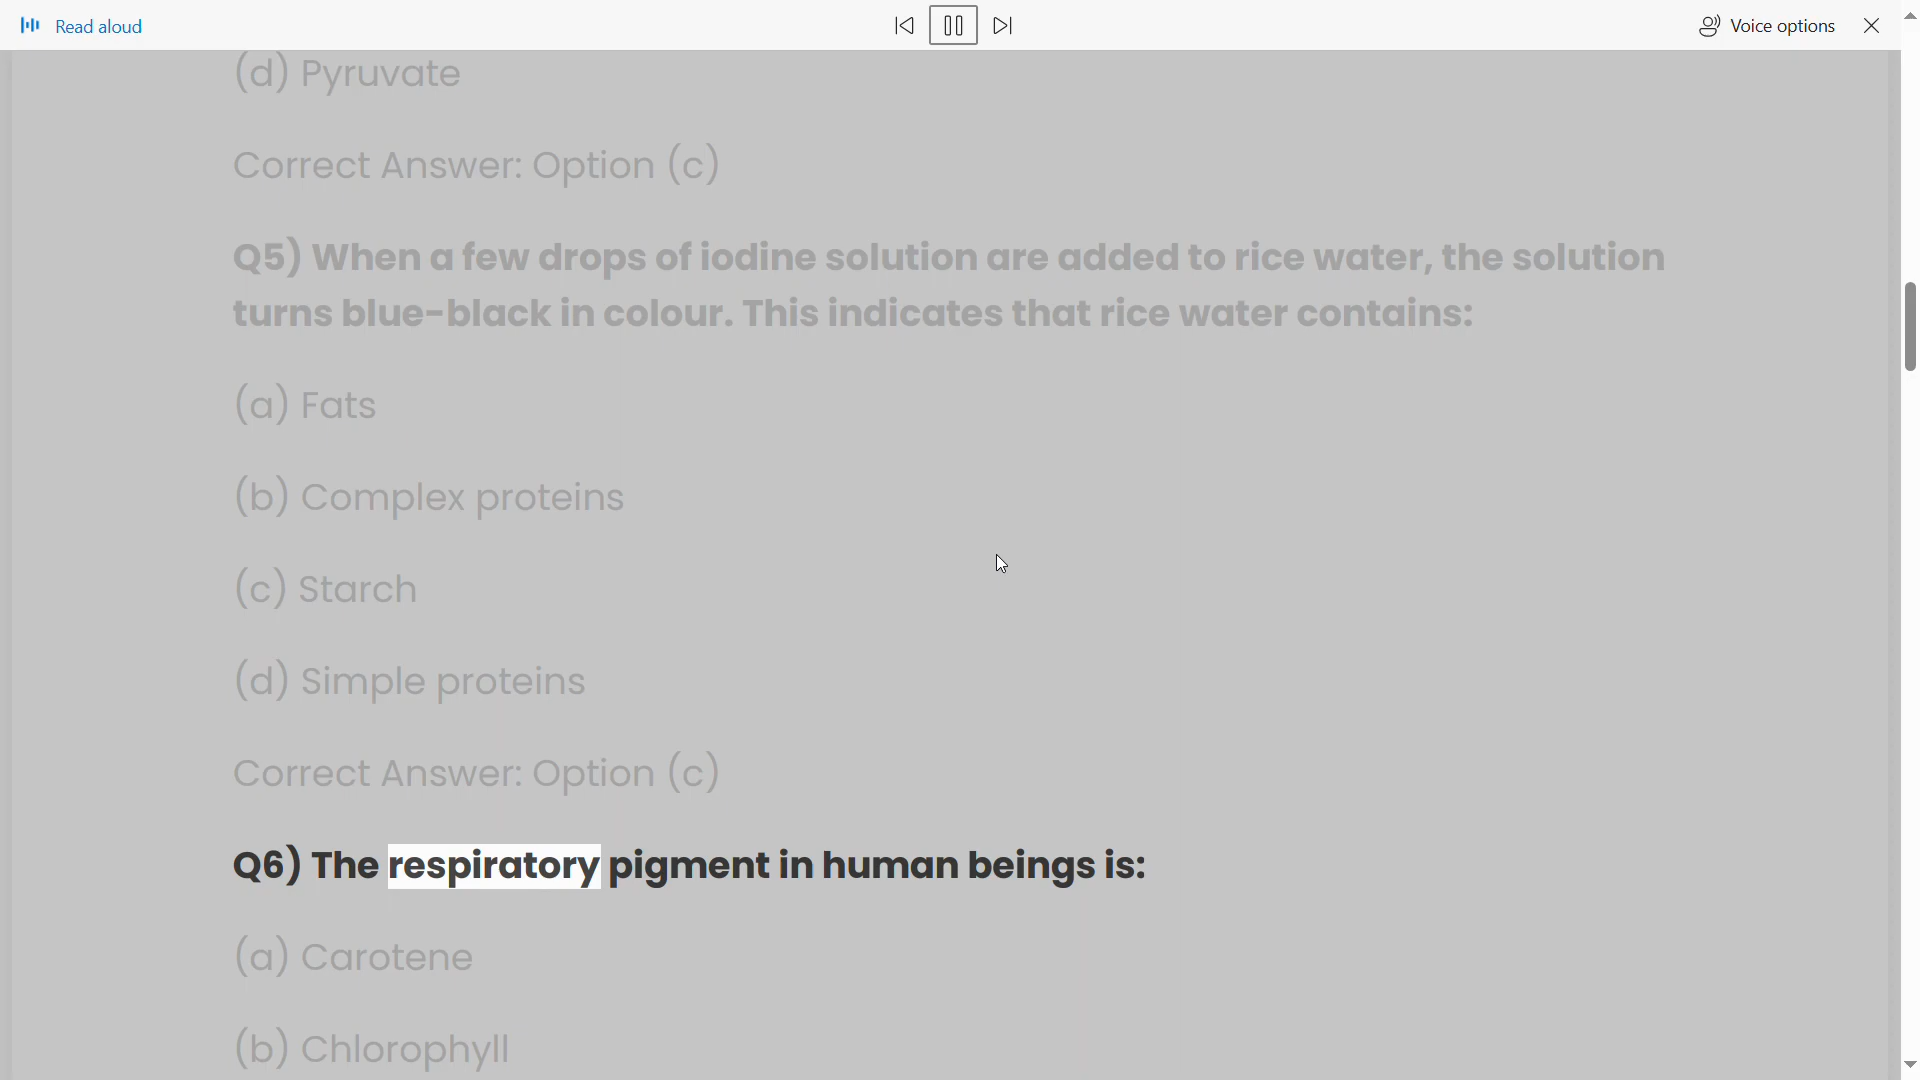 Read aloud
Voice options
(d) Pyruvate
Correct Answer: Option (c)
Q5) When a few drops of iodine solution are added to rice water, the solution
turns blue-black in colour. This indicates that rice water contains:
(a) Fats
(b) Complex proteins
(c) Starch
(d) Simple proteins
Correct Answer: Option (c)
Q6) The respiratory pigment in human beings is:
(a) Carotene
(b) Chlorophyll